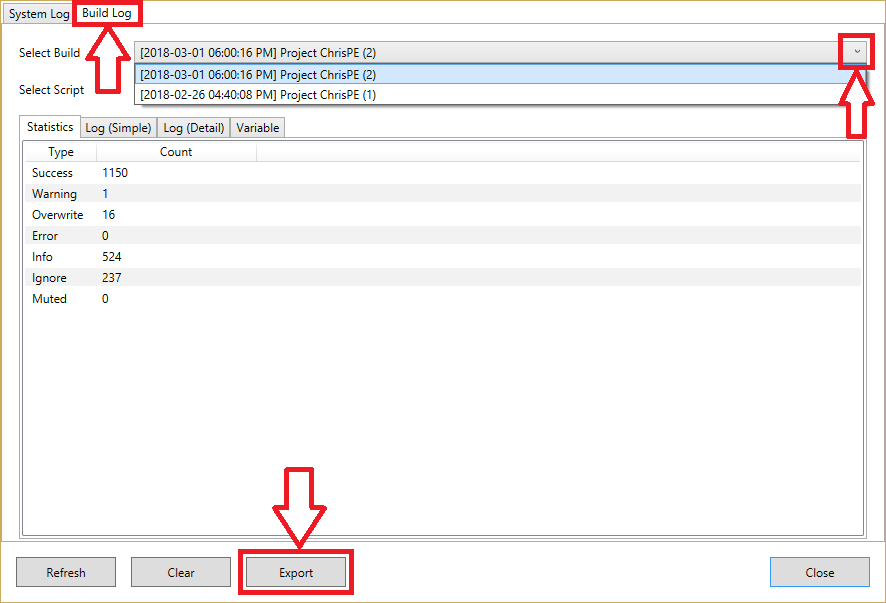 System Log Build Log
Select Build [2018-03-01 06:00:16 PM] Project ChrisPE (2)
[2018-03-01 06:00:16 PM] Project ChrisPE (2)
Select Script [2018-02-26 04:40:08 PM] Project ChrisPE (1)
Statistics Log (Simple) Log (Detail) Variable
Type Count
Success 1150
Warning 1
Overwrite 16
Error 0
Info 524
Ignore 237
Muted 0
Refresh Clear Export Close